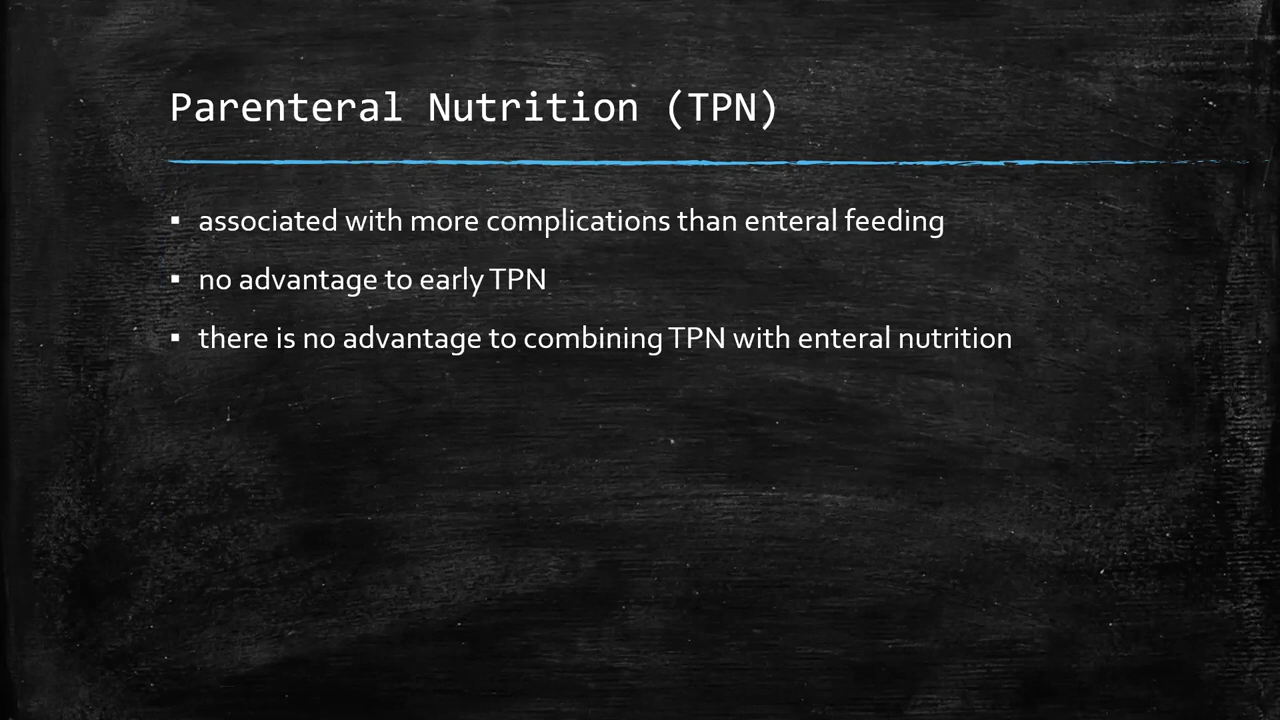 Parenteral Nutrition (TPN)
▪ associated with more complications than enteral feeding
▪ no advantage to early TPN
▪ there is no advantage to combining TPN with enteral nutrition